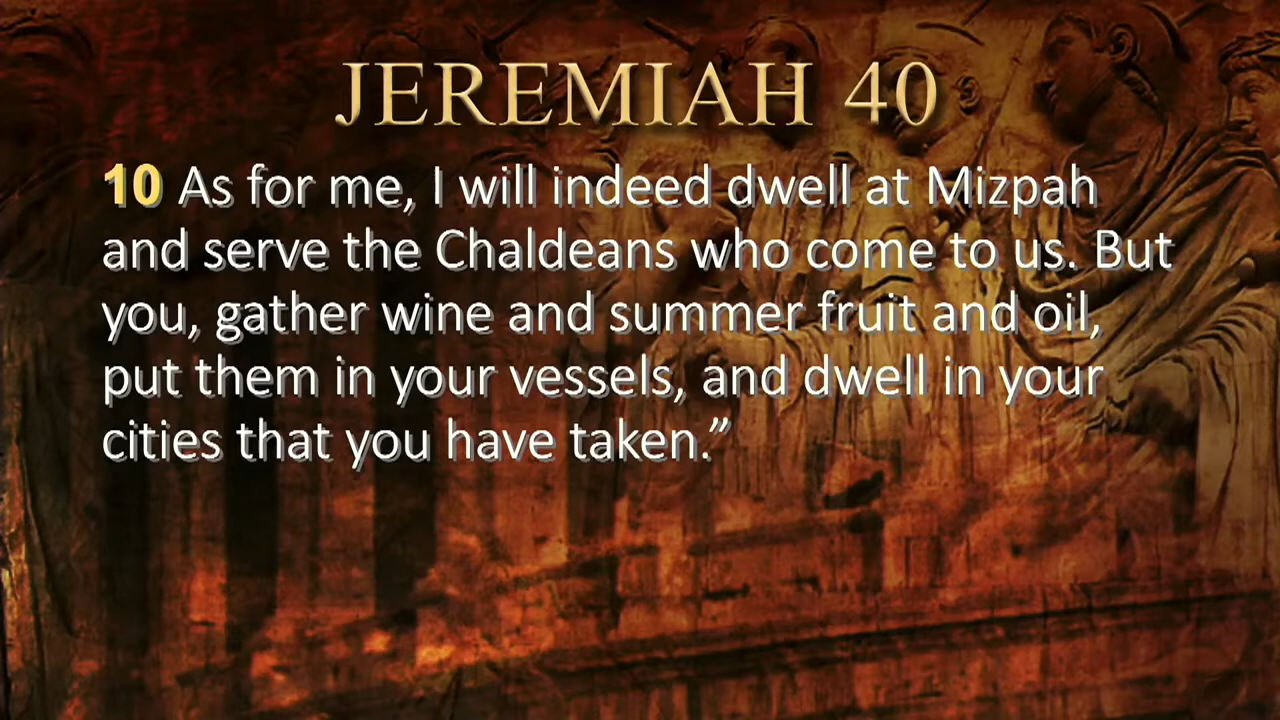 JEREMIAH 40
10 As for me, I will indeed dwell at Mizpah
and serve the Chaldeans who come to us. But
you, gather wine and summer fruit and oil,
put them in your vessels, and dwell in your
cities that you have taken.”